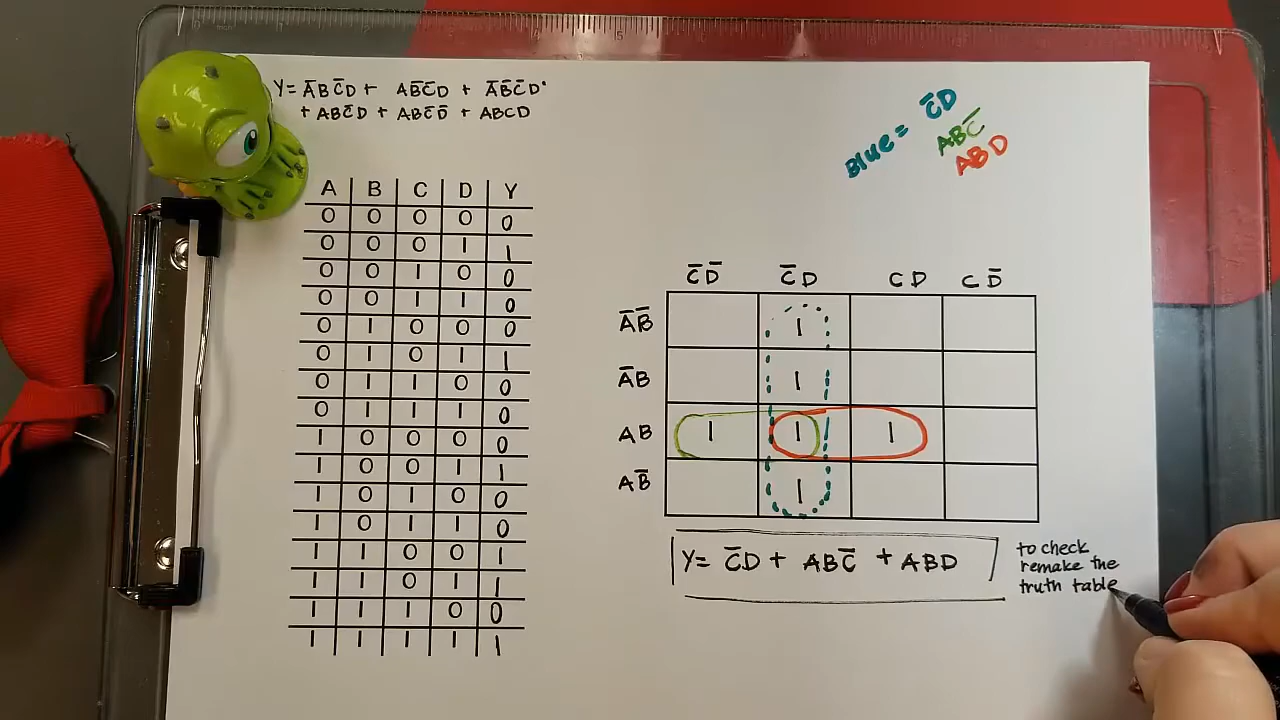 Y= A̅BC̅D + AB̅C̅D + A̅B̅C̅D
+ ABC̅D + ABC̅D̅ + ABCD
Blue = C̅D
ABC̅
ABD
A B C D Y
0 0 0 0 0
0 0 0 1 1
0 0 1 0 0
0 0 1 1 0
0 1 0 0 0
0 1 0 1 1
0 1 1 0 0
0 1 1 1 0
1 0 0 0 0
1 0 0 1 1
1 0 1 0 0
1 0 1 1 0
1 1 0 0 1
1 1 0 1 1
1 1 1 0 0
1 1 1 1 1
C̅D̅ C̅D CD CD̅
A̅B̅ 1
A̅B 1
AB 1 1 1
AB̅ 1
Y= C̅D + ABC̅ + ABD
to check
remake the
truth table